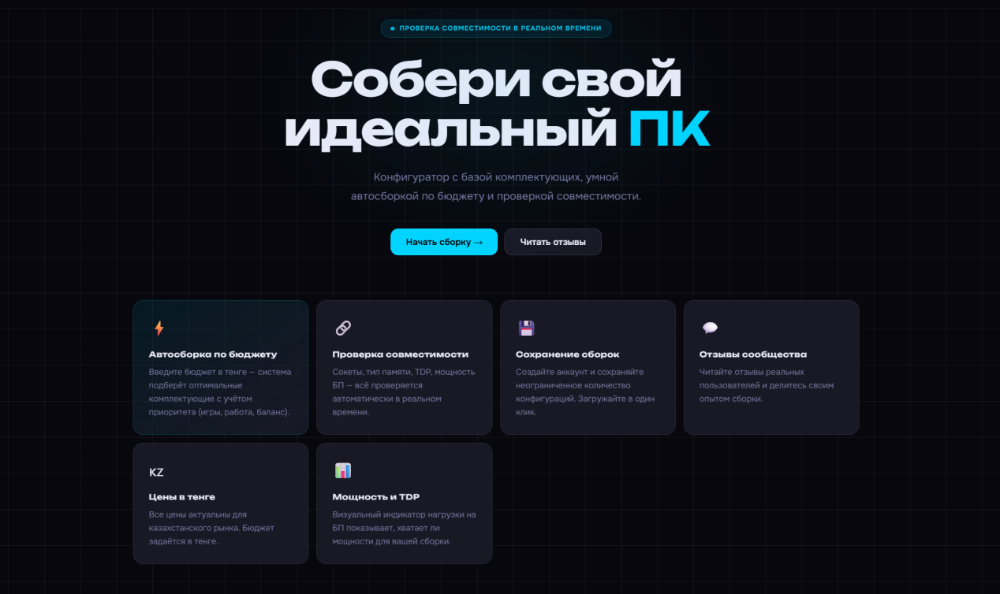 ПРОВЕРКА СОВМЕСТИМОСТИ В РЕАЛЬНОМ ВРЕМЕНИ
Собери свой
идеальный ПК
Конфигуратор с базой комплектующих, умной
автосборкой по бюджету и проверкой совместимости.
Начать сборку →
Читать отзывы
Автосборка по бюджету
Введите бюджет в тенге — система
подберёт оптимальные
комплектующие с учётом
приоритета (игры, работа, баланс).
Проверка совместимости
Сокеты, тип памяти, TDP, мощность
БП — всё проверяется
автоматически в реальном
времени.
Сохранение сборок
Создайте аккаунт и сохраняйте
неограниченное количество
конфигураций. Загружайте в один
клик.
Отзывы сообщества
Читайте отзывы реальных
пользователей и делитесь своим
опытом сборки.
KZ
Цены в тенге
Все цены актуальны для
казахстанского рынка. Бюджет
задаётся в тенге.
Мощность и TDP
Визуальный индикатор нагрузки на
БП показывает, хватает ли
мощности для вашей сборки.